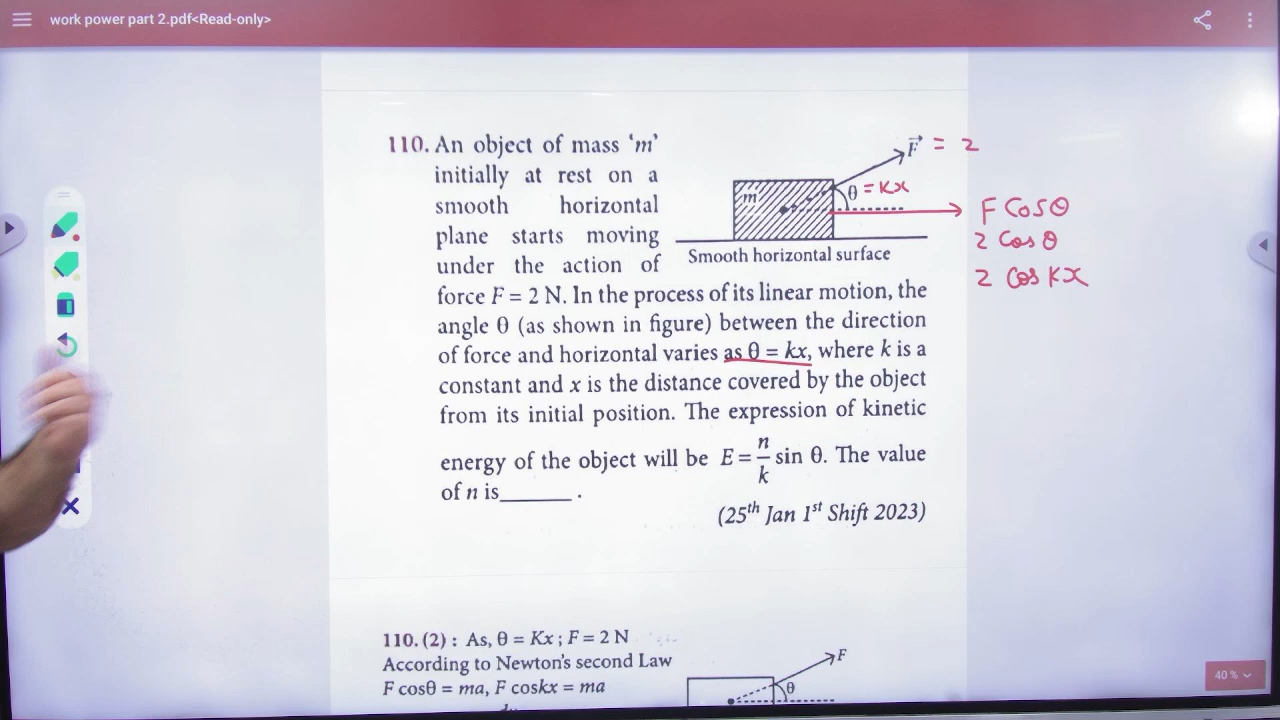 work power part 2.pdf<Read-only>
110. An object of mass ‘m’
initially at rest on a
smooth horizontal
plane starts moving
under the action of
m
F⃗ = 2
θ = Kx
F Cosθ
2 Cosθ
2 Cos Kx
Smooth horizontal surface
force F = 2 N. In the process of its linear motion, the
angle θ (as shown in figure) between the direction
of force and horizontal varies as θ = kx, where k is a
constant and x is the distance covered by the object
from its initial position. The expression of kinetic
energy of the object will be E = n/k sin θ. The value
of n is_______ .
(25th Jan 1st Shift 2023)
110. (2) : As, θ = Kx ; F = 2 N
According to Newton's second Law
F cosθ = ma, F coskx = ma
F
θ
40 %